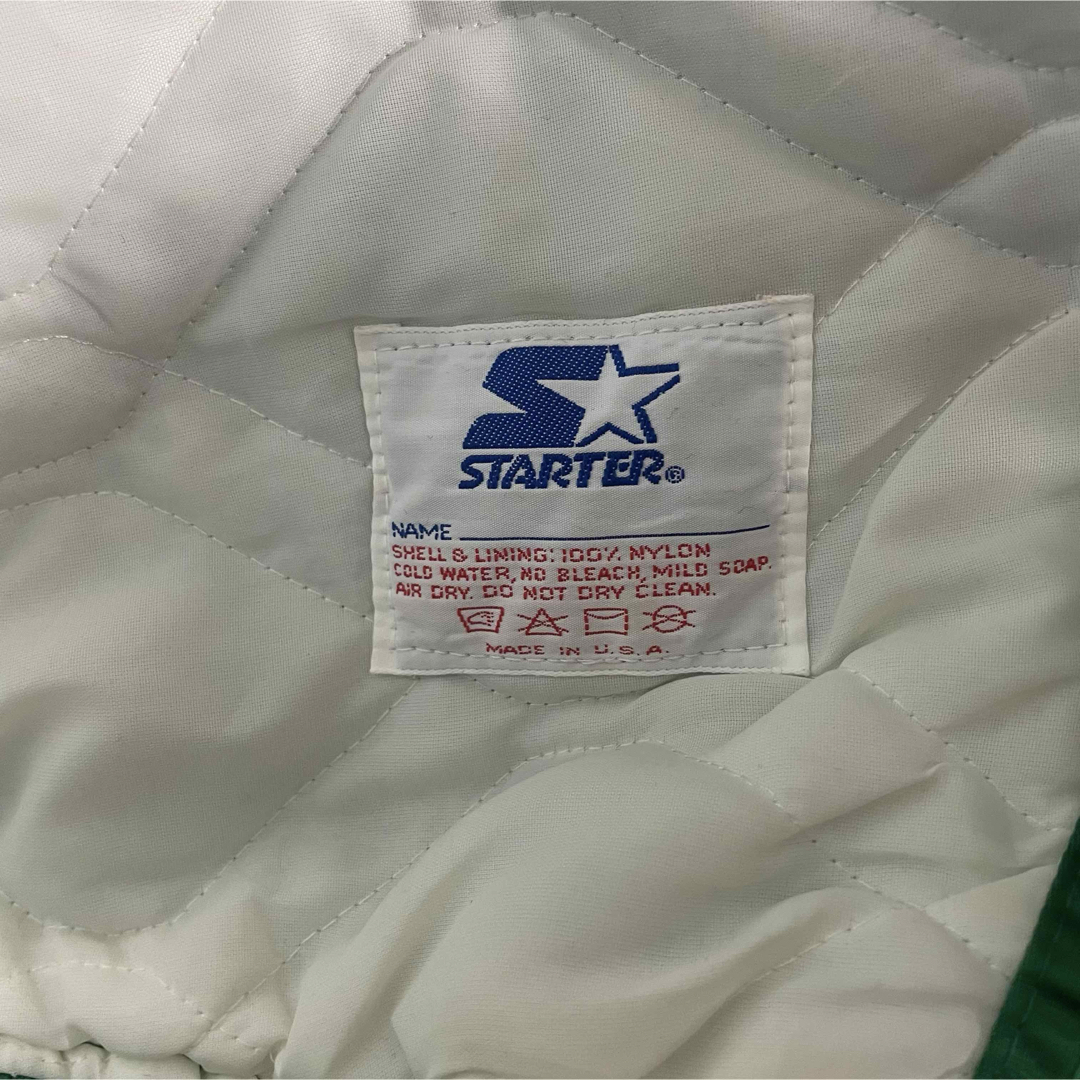 STARTER®
NAME
SHELL & LINING: 100% NYLON
COLD WATER, NO BLEACH, MILD SOAP.
AIR DRY. DO NOT DRY CLEAN.
MADE IN U.S.A.